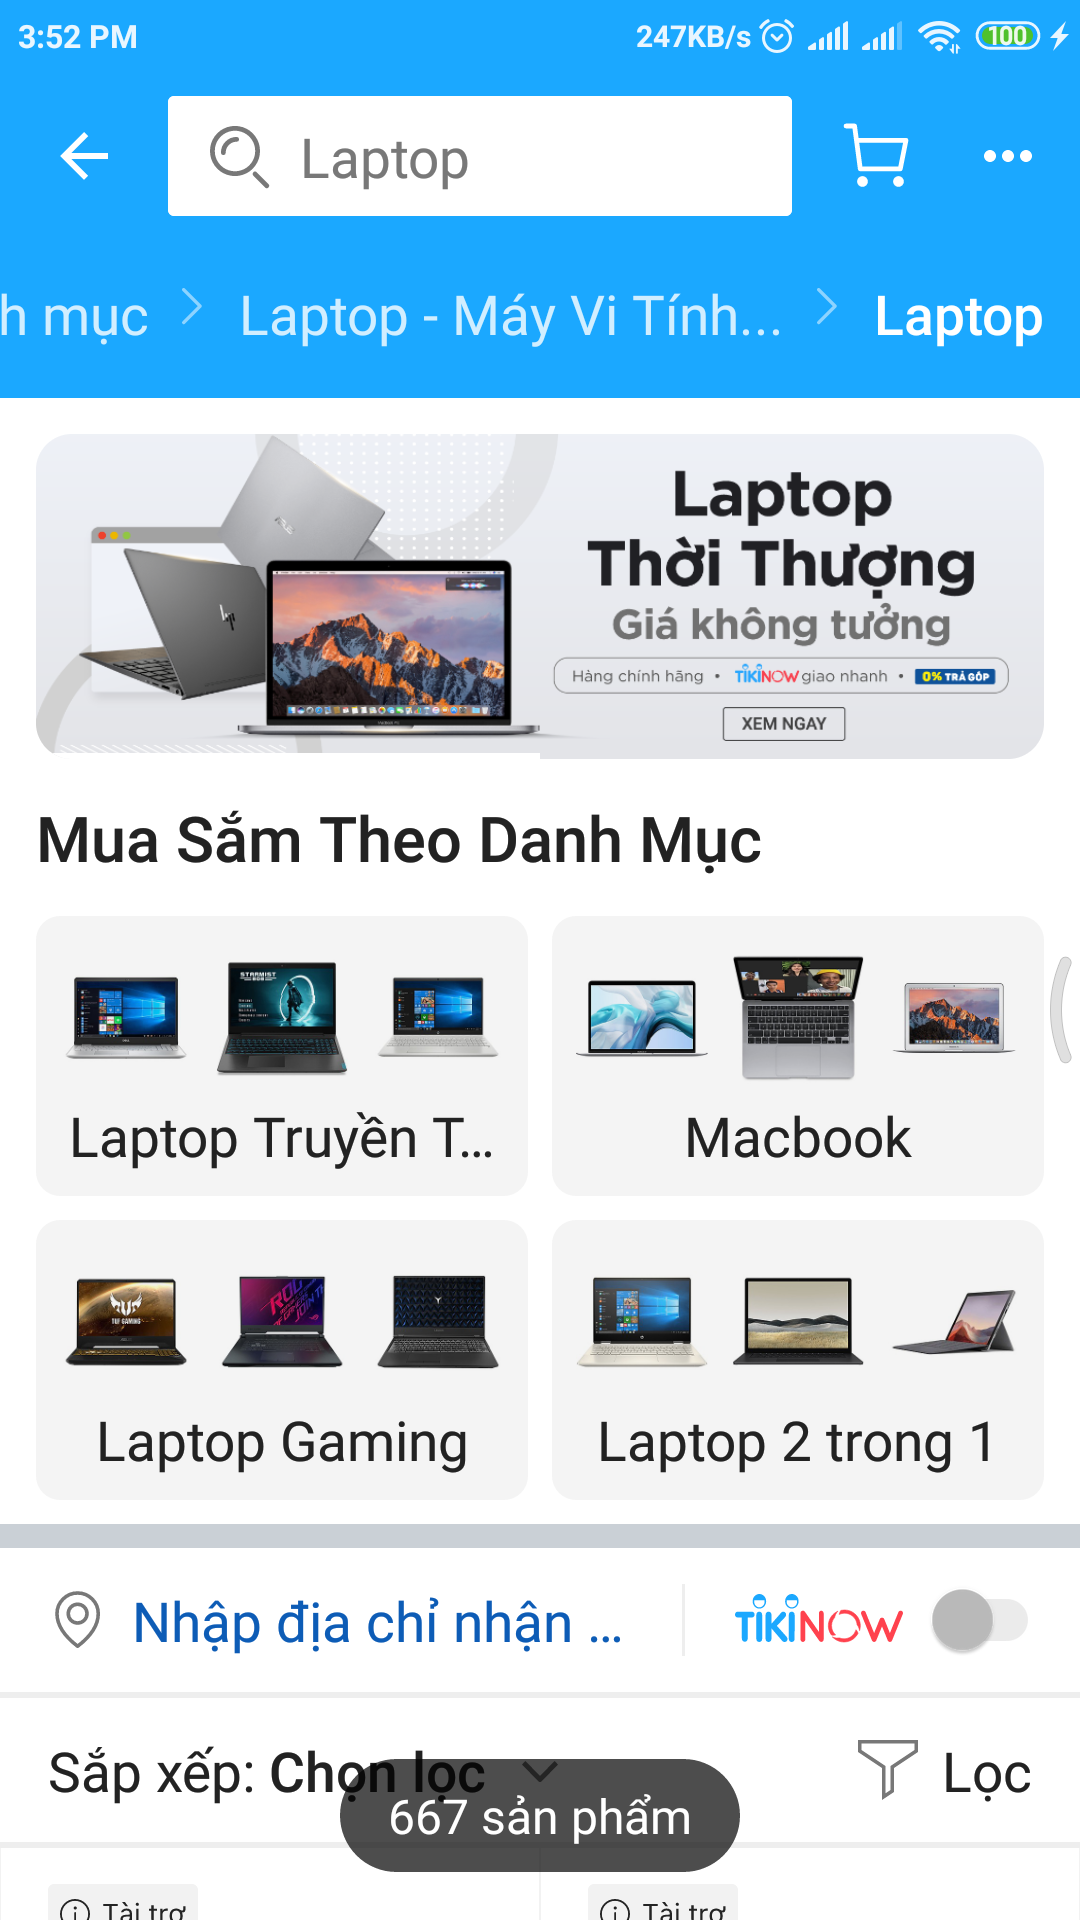 3:52 PM 247KB/s 100
Laptop
h mục Laptop - Máy Vi Tính... Laptop
Laptop
Thời Thượng
Giá không tưởng
Hàng chính hãng • TIKINOW giao nhanh • 0% TRẢ GÓP
XEM NGAY
Mua Sắm Theo Danh Mục
Laptop Truyền T...
Macbook
Laptop Gaming
Laptop 2 trong 1
Nhập địa chỉ nhận ...
TIKINOW
Sắp xếp: Chọn lọc
Lọc
667 sản phẩm
Tài trợ
Tài trợ